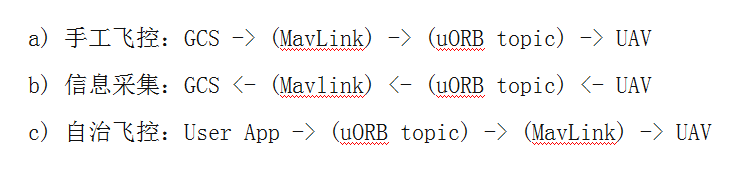 a) 手工飞控：GCS -> (MavLink) -> (uORB topic) -> UAV
b) 信息采集：GCS <- (Mavlink) <- (uORB topic) <- UAV
c) 自治飞控：User App -> (uORB topic) -> (MavLink) -> UAV